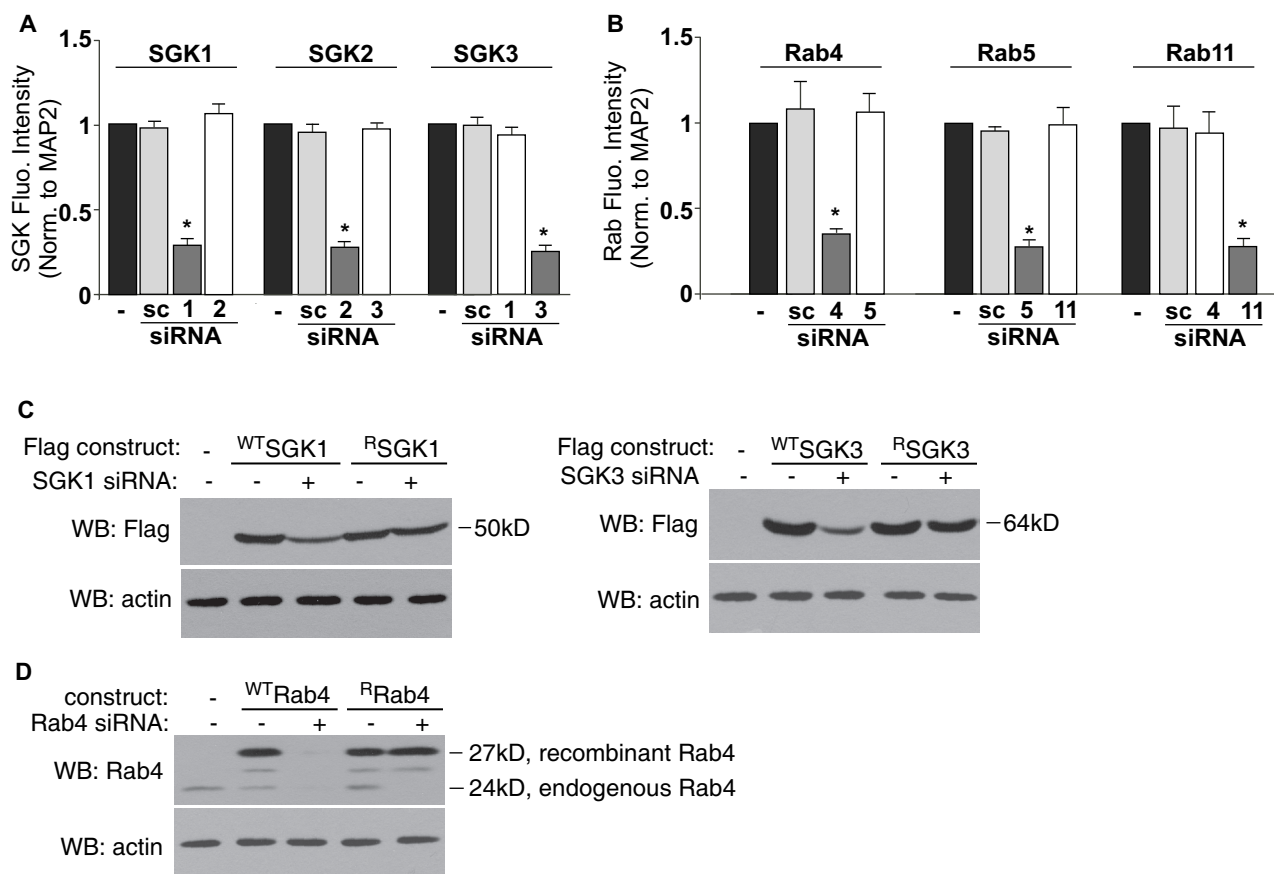 A
SGK1 SGK2 SGK3
SGK Fluo. Intensity
(Norm. to MAP2)
1.5
1
0.5
0
* * *
- sc 1 2 - sc 2 3 - sc 1 3
siRNA siRNA siRNA
B
Rab4 Rab5 Rab11
Rab Fluo. Intensity
(Norm. to MAP2)
1.5
1
0.5
0
* * *
- sc 4 5 - sc 5 11 - sc 4 11
siRNA siRNA siRNA
C
Flag construct: - WTSGK1 RSGK1
SGK1 siRNA: - - + - +
WB: Flag –50kD
WB: actin
Flag construct: - WTSGK3 RSGK3
SGK3 siRNA - - + - +
WB: Flag –64kD
WB: actin
D
construct: - WTRab4 RRab4
Rab4 siRNA: - - + - +
WB: Rab4
– 27kD, recombinant Rab4
– 24kD, endogenous Rab4
WB: actin